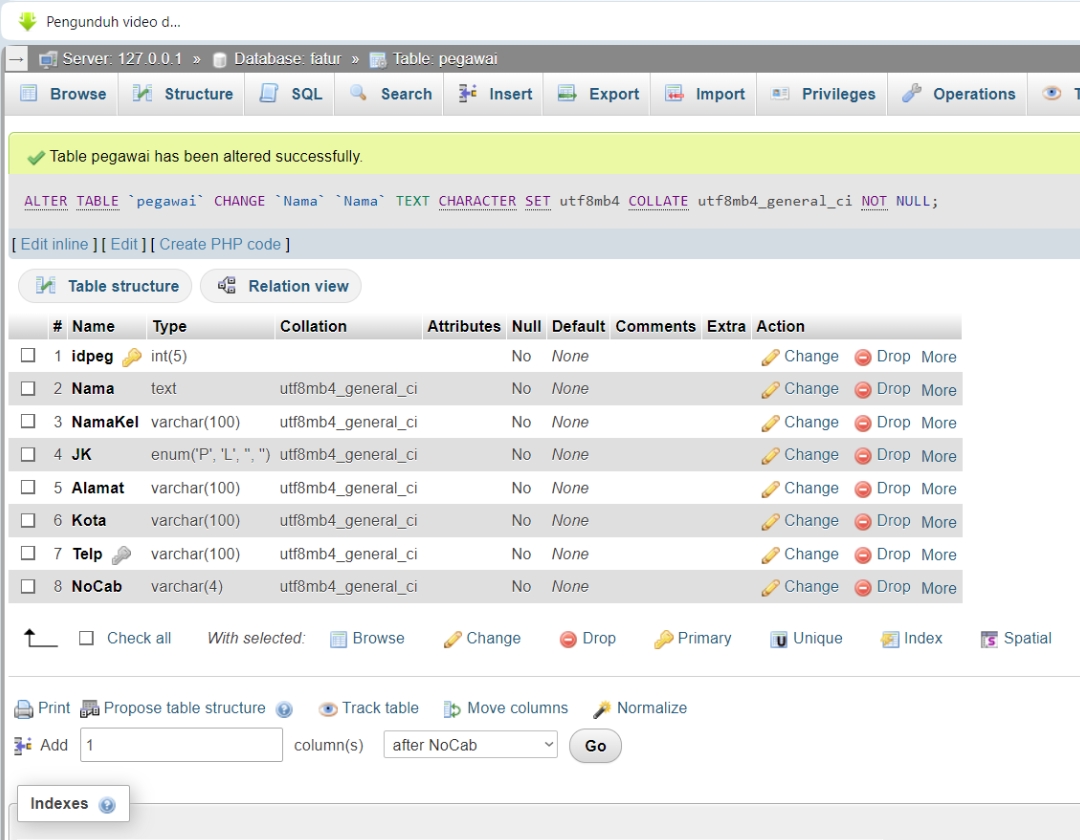 Pengunduh video d...
→ Server: 127.0.0.1 » Database: fatur » Table: pegawai
Browse Structure SQL Search Insert Export Import Privileges Operations T
Table pegawai has been altered successfully.
ALTER TABLE `pegawai` CHANGE `Nama` `Nama` TEXT CHARACTER SET utf8mb4 COLLATE utf8mb4_general_ci NOT NULL;
[ Edit inline ] [ Edit ] [ Create PHP code ]
Table structure Relation view
# Name Type Collation Attributes Null Default Comments Extra Action
1 idpeg int(5) No None Change Drop More
2 Nama text utf8mb4_general_ci No None Change Drop More
3 NamaKel varchar(100) utf8mb4_general_ci No None Change Drop More
4 JK enum('P', 'L', '', '') utf8mb4_general_ci No None Change Drop More
5 Alamat varchar(100) utf8mb4_general_ci No None Change Drop More
6 Kota varchar(100) utf8mb4_general_ci No None Change Drop More
7 Telp varchar(100) utf8mb4_general_ci No None Change Drop More
8 NoCab varchar(4) utf8mb4_general_ci No None Change Drop More
Check all With selected: Browse Change Drop Primary Unique Index Spatial
Print Propose table structure Track table Move columns Normalize
Add 1 column(s) after NoCab Go
Indexes